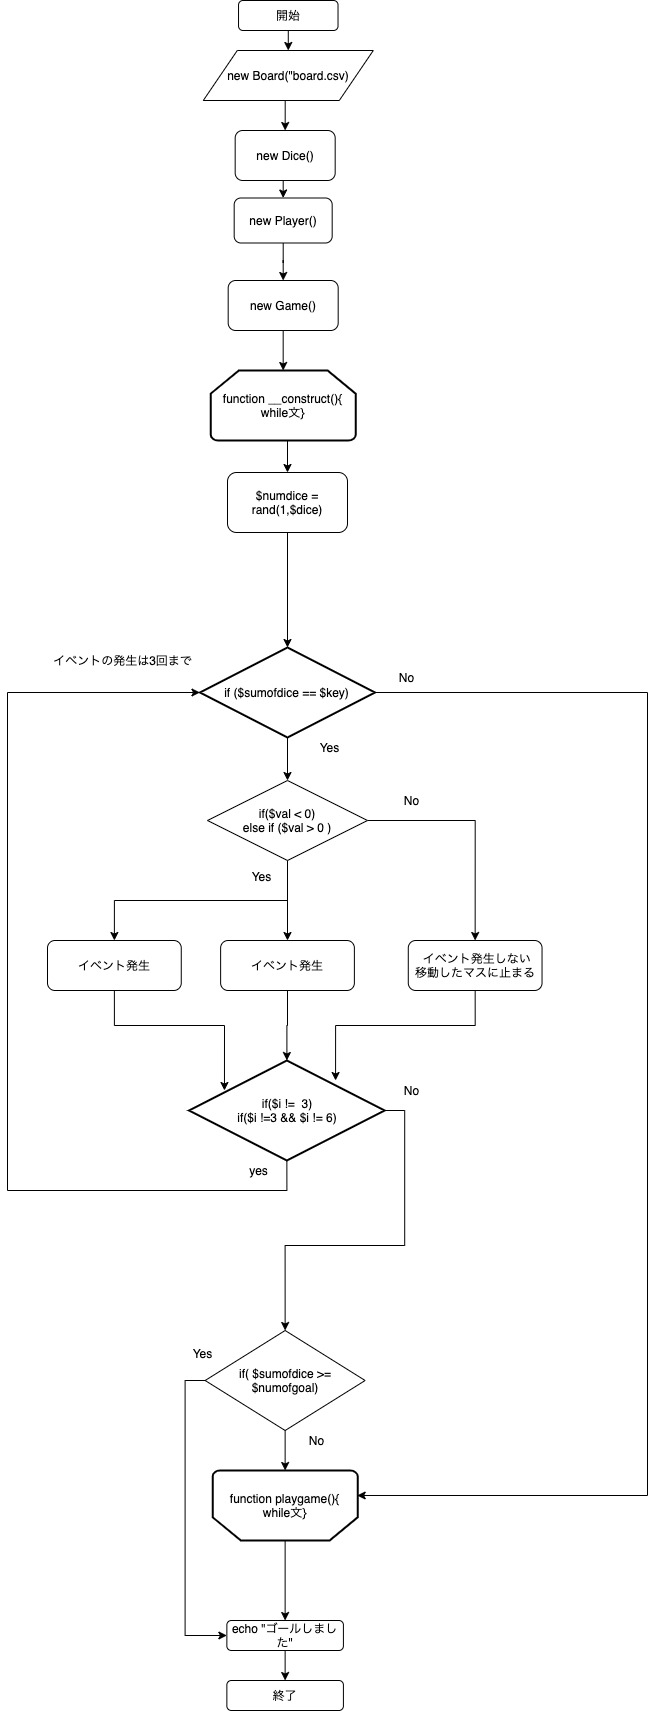 開始
new Board("board.csv)
new Dice()
new Player()
new Game()
function __construct(){
while文}
$numdice =
rand(1,$dice)
イベントの発生は3回まで
if ($sumofdice == $key)
No
Yes
if($val < 0)
else if ($val > 0 )
No
Yes
イベント発生
イベント発生
イベント発生しない
移動したマスに止まる
if($i !=  3)
if($i !=3 && $i != 6)
No
yes
Yes
if( $sumofdice >=
$numofgoal)
No
function playgame(){
while文}
echo "ゴールしまし
た"
終了